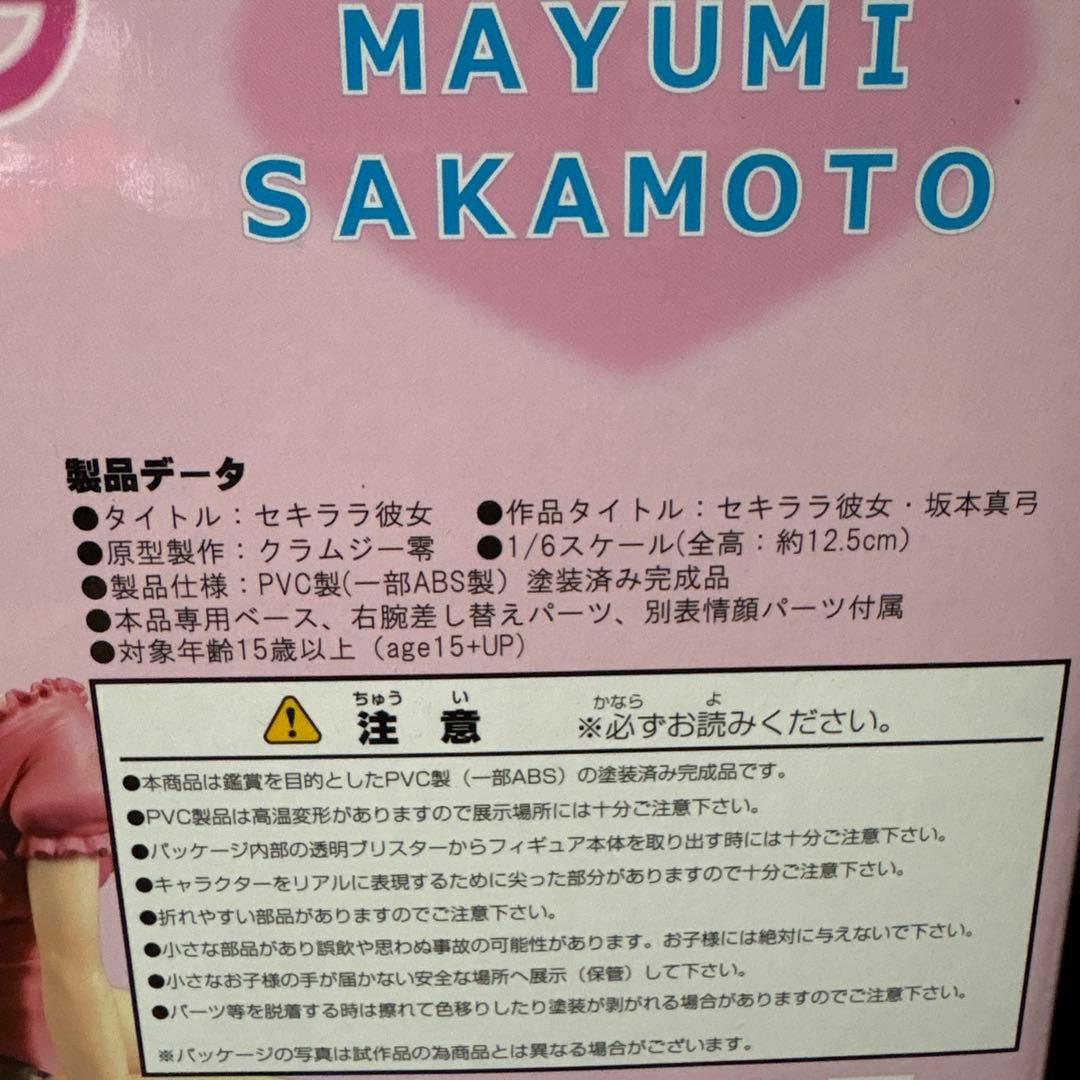 MAYUMI
SAKAMOTO
製品データ
●タイトル：セキララ彼女 ●作品タイトル：セキララ彼女・坂本真弓
●原型製作：クラムジー零 ●1/6スケール(全高：約12.5cm)
●製品仕様：PVC製(一部ABS製) 塗装済み完成品
●本品専用ベース、右腕差し替えパーツ、別表情顔パーツ付属
●対象年齢15歳以上（age15+UP）
ちゅう い かなら よ
注 意 ※必ずお読みください。
●本商品は鑑賞を目的としたPVC製（一部ABS）の塗装済み完成品です。
●PVC製品は高温変形がありますので展示場所には十分ご注意下さい。
●パッケージ内部の透明ブリスターからフィギュア本体を取り出す時には十分ご注意下さい。
●キャラクターをリアルに表現するために尖った部分がありますので十分ご注意下さい。
●折れやすい部品がありますのでご注意下さい。
●小さな部品があり誤飲や思わぬ事故の可能性があります。お子様には絶対に与えないで下さい。
●小さなお子様の手が届かない安全な場所へ展示（保管）して下さい。
●パーツ等を脱着する時は擦れて色移りしたり塗装が剥がれる場合がありますのでご注意下さい。
※パッケージの写真は試作品の為商品とは異なる場合がございます。